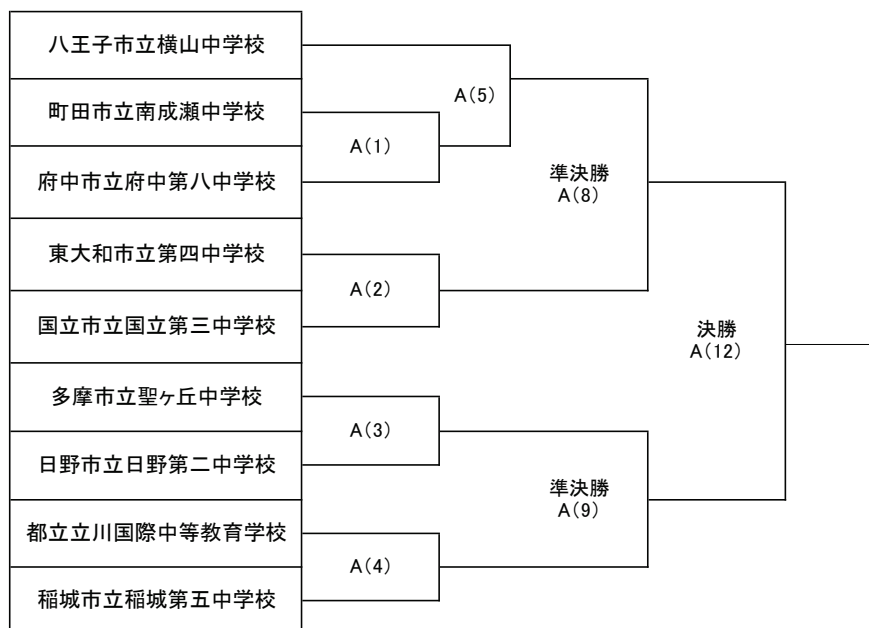 八王子市立横山中学校
町田市立南成瀬中学校
府中市立府中第八中学校
東大和市立第四中学校
国立市立国立第三中学校
多摩市立聖ヶ丘中学校
日野市立日野第二中学校
都立立川国際中等教育学校
稲城市立稲城第五中学校
A(1)
A(2)
A(3)
A(4)
A(5)
準決勝
A(8)
準決勝
A(9)
決勝
A(12)